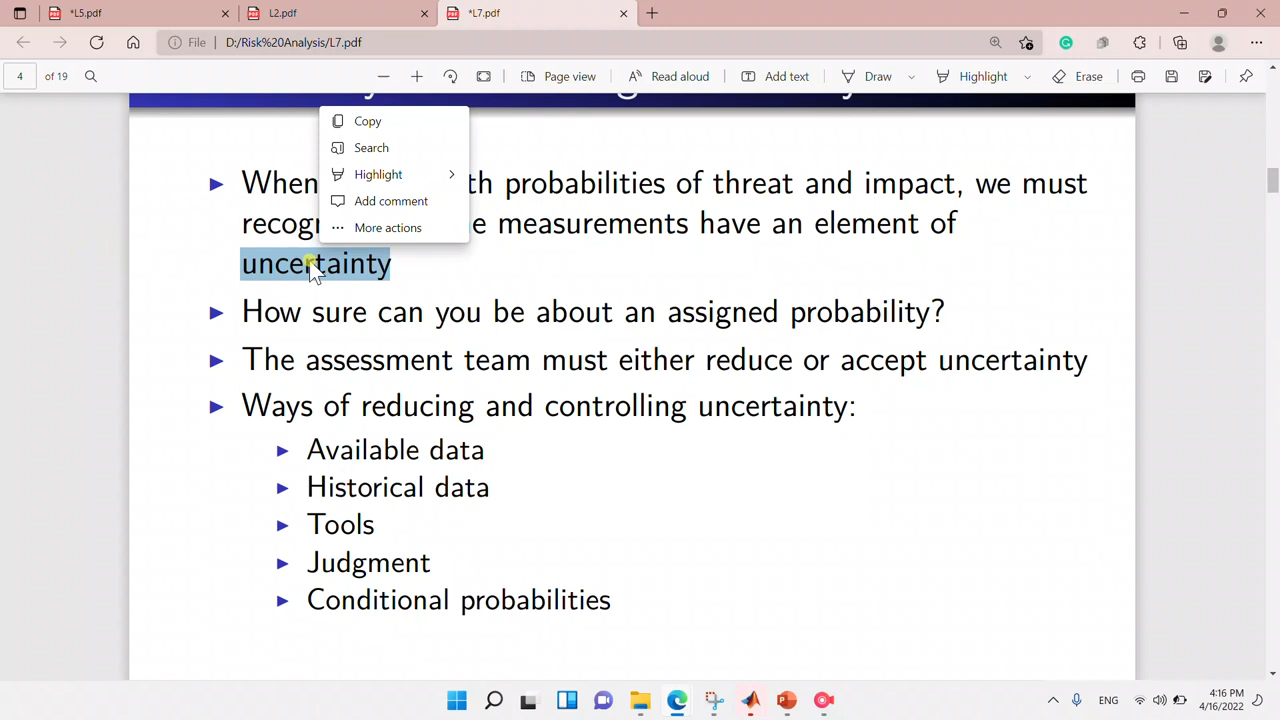 *L5.pdf
L2.pdf
*L7.pdf
File
D:/Risk%20Analysis/L7.pdf
4
of 19
Page view
Read aloud
Add text
Draw
Highlight
Erase
Copy
Search
Highlight
Add comment
More actions
When th probabilities of threat and impact, we must
recog e measurements have an element of
uncertainty
How sure can you be about an assigned probability?
The assessment team must either reduce or accept uncertainty
Ways of reducing and controlling uncertainty:
Available data
Historical data
Tools
Judgment
Conditional probabilities
ENG
4:16 PM
4/16/2022